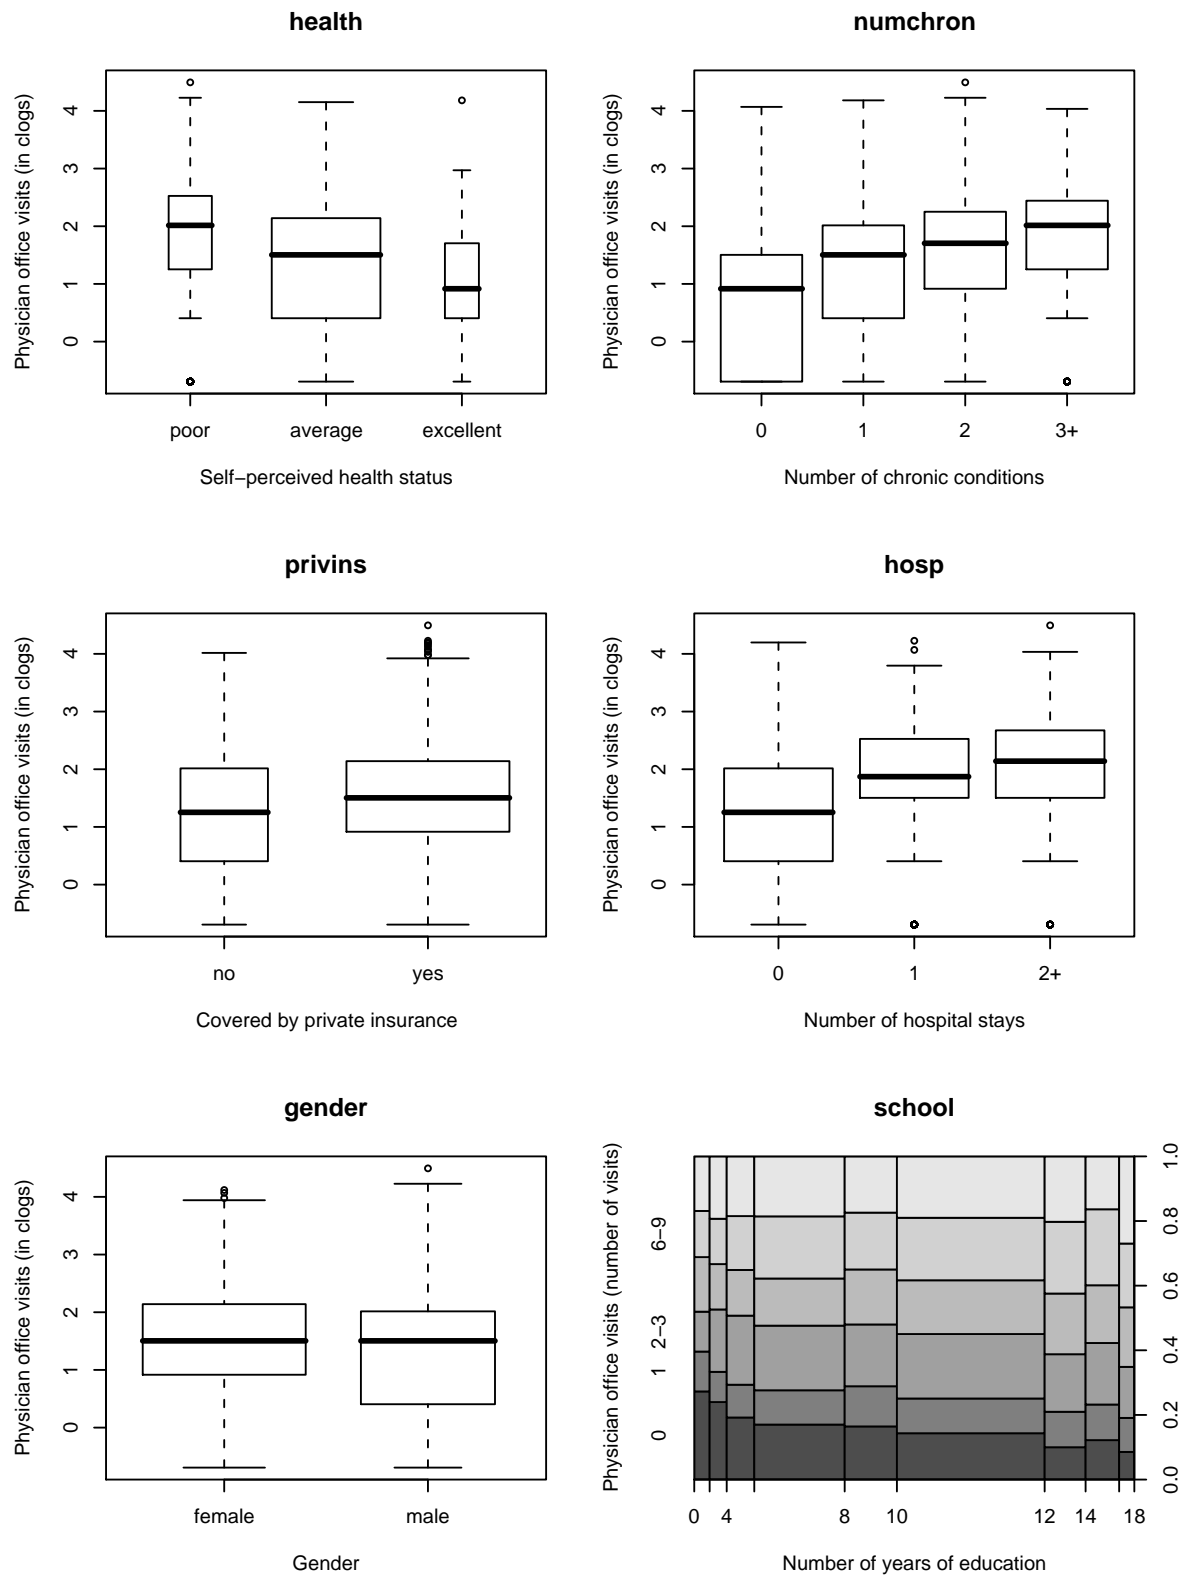 health
Physician office visits (in clogs)
0 1 2 3 4
poor average excellent
Self−perceived health status
numchron
Physician office visits (in clogs)
0 1 2 3 4
0 1 2 3+
Number of chronic conditions
privins
Physician office visits (in clogs)
0 1 2 3 4
no yes
Covered by private insurance
hosp
Physician office visits (in clogs)
0 1 2 3 4
0 1 2+
Number of hospital stays
gender
Physician office visits (in clogs)
0 1 2 3 4
female male
Gender
school
Physician office visits (number of visits)
0 1 2−3 6−9
0.0 0.2 0.4 0.6 0.8 1.0
0 4 8 10 12 14 18
Number of years of education